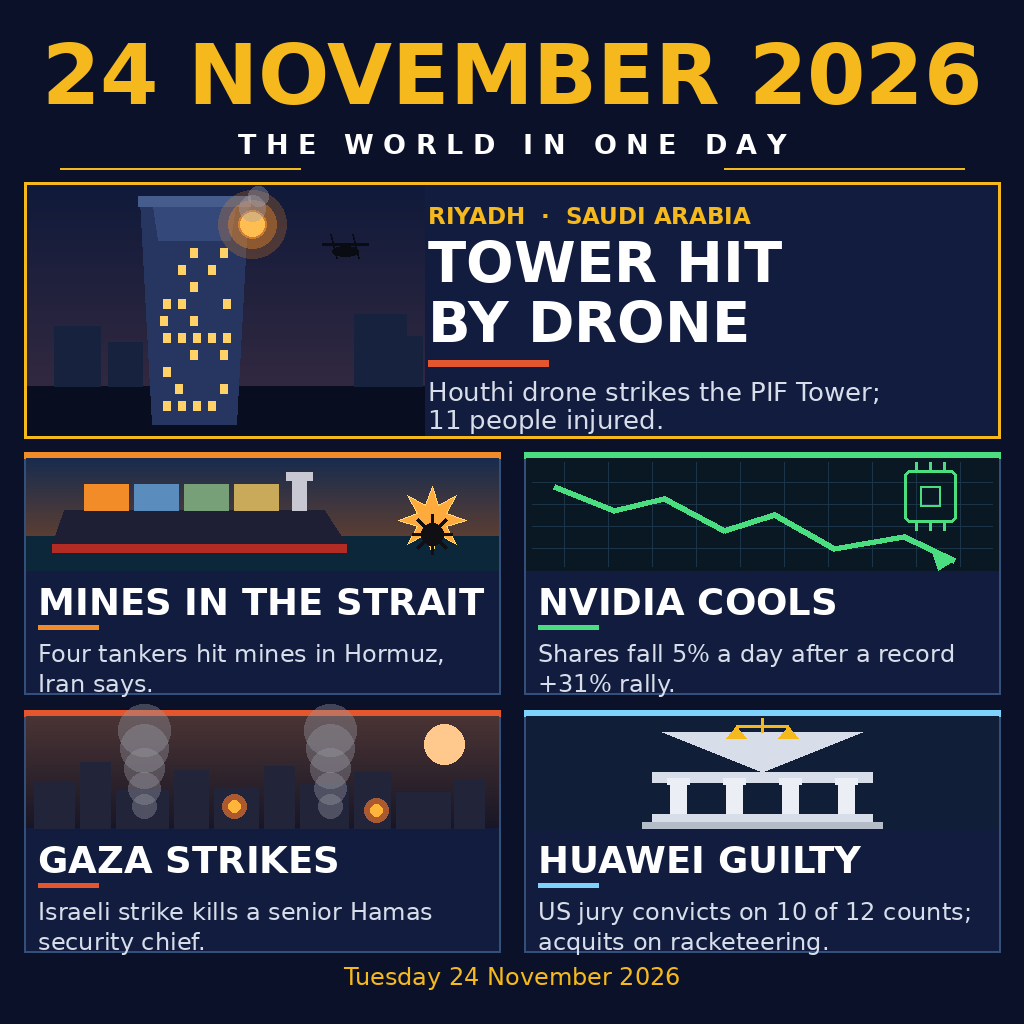 24 NOVEMBER 2026
THE WORLD IN ONE DAY
RIYADH · SAUDI ARABIA
TOWER HIT
BY DRONE
Houthi drone strikes the PIF Tower;
11 people injured.
MINES IN THE STRAIT
Four tankers hit mines in Hormuz,
Iran says.
NVIDIA COOLS
Shares fall 5% a day after a record
+31% rally.
GAZA STRIKES
Israeli strike kills a senior Hamas
security chief.
HUAWEI GUILTY
US jury convicts on 10 of 12 counts;
acquits on racketeering.
Tuesday 24 November 2026